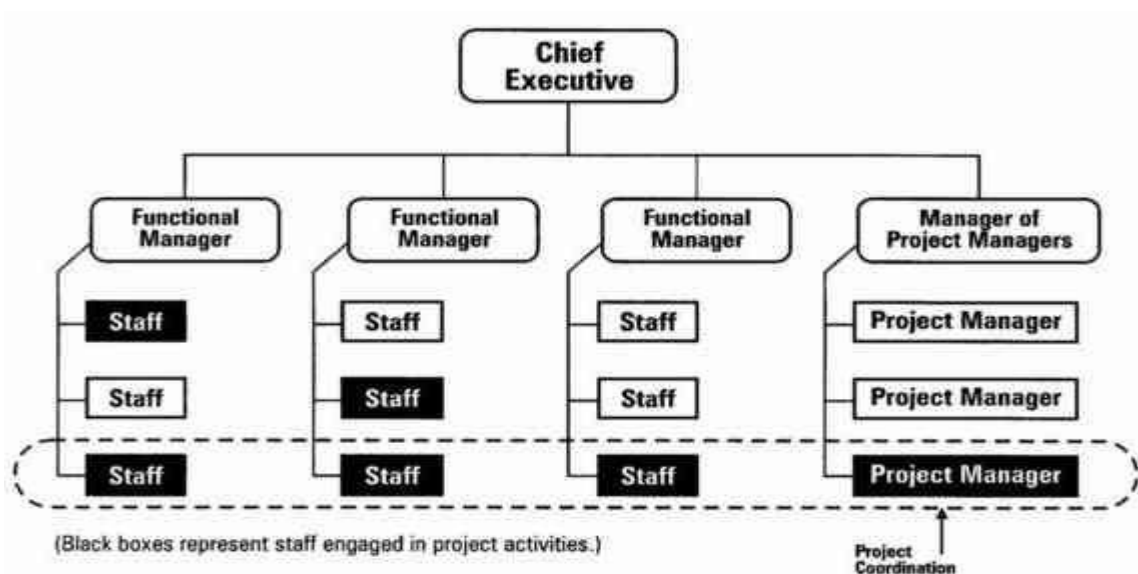 Chief
Executive
Functional
Manager
Functional
Manager
Functional
Manager
Manager of
Project Managers
Staff
Staff
Staff
Project Manager
Staff
Staff
Staff
Project Manager
Staff
Staff
Staff
Project Manager
(Black boxes represent staff engaged in project activities.)
Project
Coordination